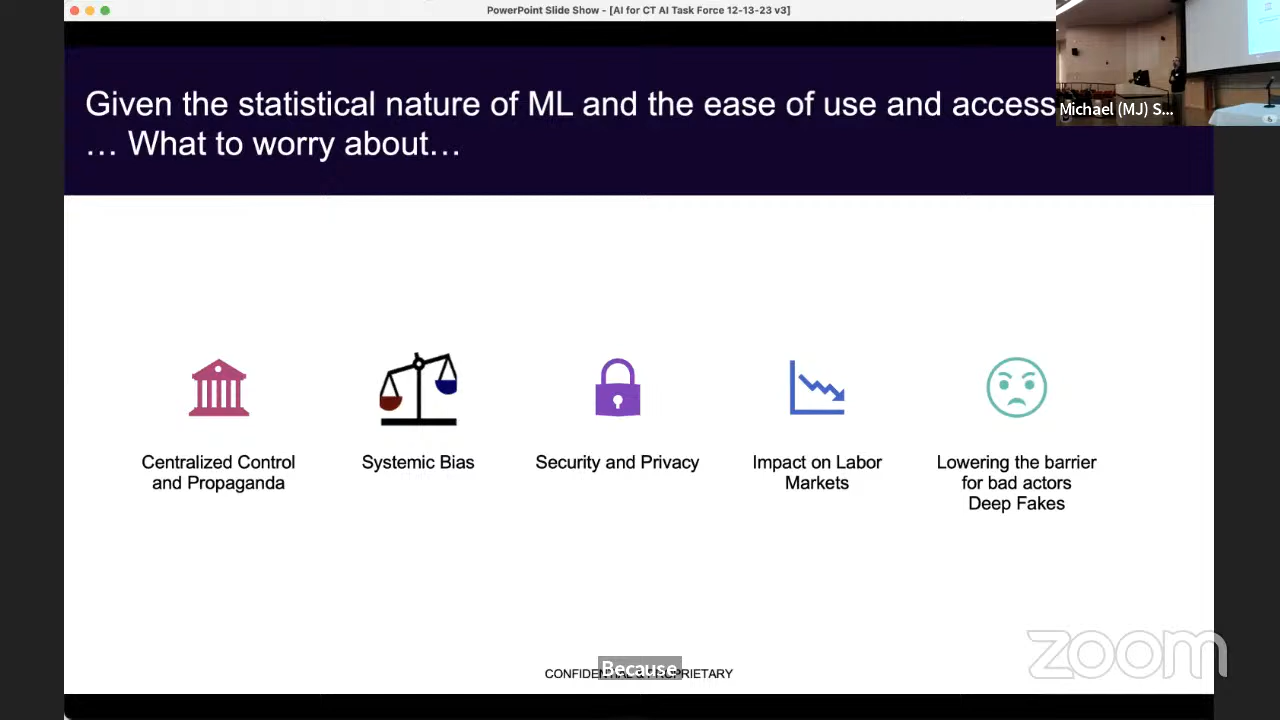 PowerPoint Slide Show - [AI for CT AI Task Force 12-13-23 v3]
Given the statistical nature of ML and the ease of use and access
… What to worry about…
Michael (MJ) S...
Centralized Control
and Propaganda
Systemic Bias
Security and Privacy
Impact on Labor
Markets
Lowering the barrier
for bad actors
Deep Fakes
Because
CONFIDENTIAL & PROPRIETARY
zoom